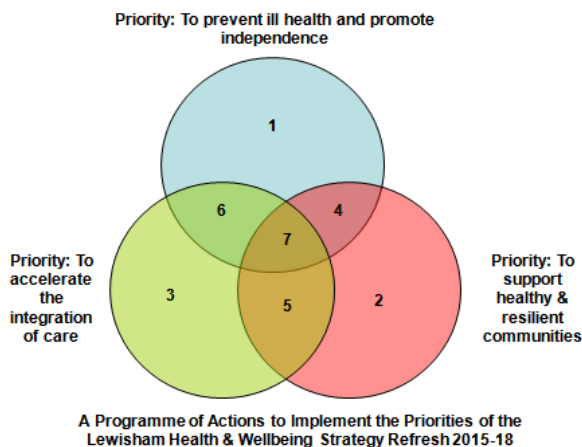 Priority: To prevent ill health and promote
independence
1
6
4
7
Priority: To
accelerate
the
integration
of care
3
5
2
Priority: To
support
healthy &
resilient
communities
A Programme of Actions to Implement the Priorities of the
Lewisham Health & Wellbeing Strategy Refresh 2015-18